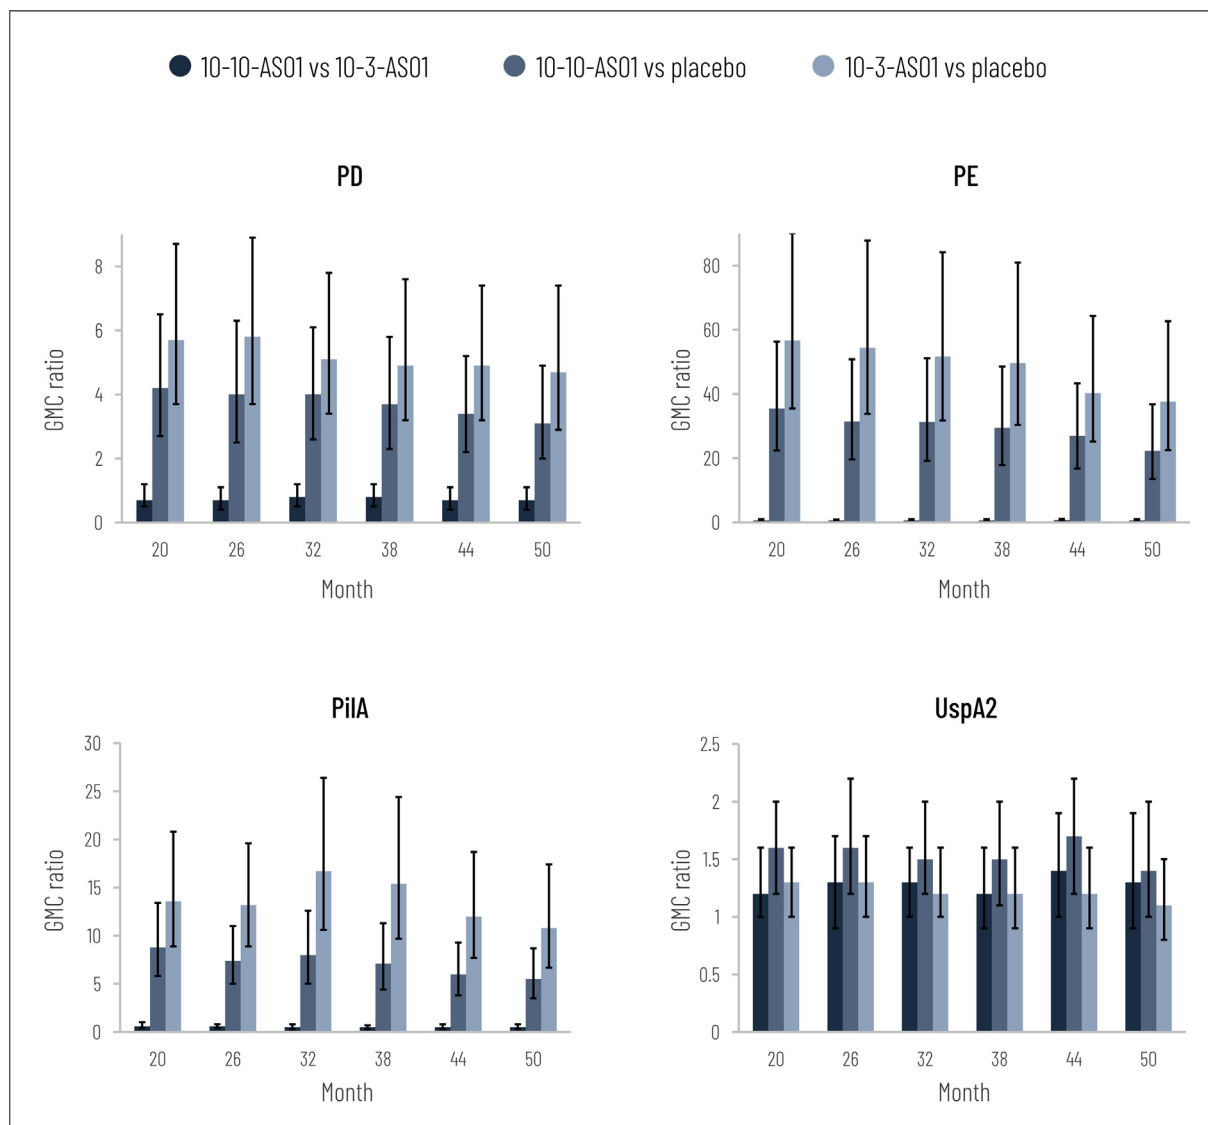 10-10-AS01 vs 10-3-AS01 10-10-AS01 vs placebo 10-3-AS01 vs placebo
PD
GMC ratio
8
6
4
2
0
20 26 32 38 44 50
Month
PE
GMC ratio
80
60
40
20
0
20 26 32 38 44 50
Month
PilA
GMC ratio
30
25
20
15
10
5
0
20 26 32 38 44 50
Month
UspA2
GMC ratio
2.5
2
1.5
1
0.5
0
20 26 32 38 44 50
Month